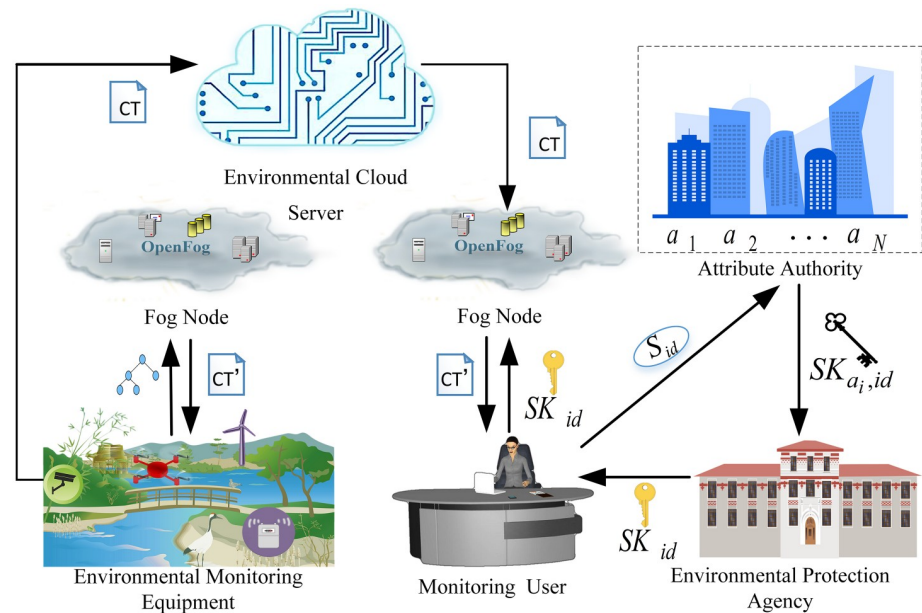 CT
CT
Environmental Cloud
Server
OpenFog
OpenFog
a 1 a 2 · · · a N
Attribute Authority
Fog Node
Fog Node
S id
CT'
CT'
SK id
SK a i , id
SK id
Environmental Monitoring
Equipment
Monitoring User
Environmental Protection
Agency